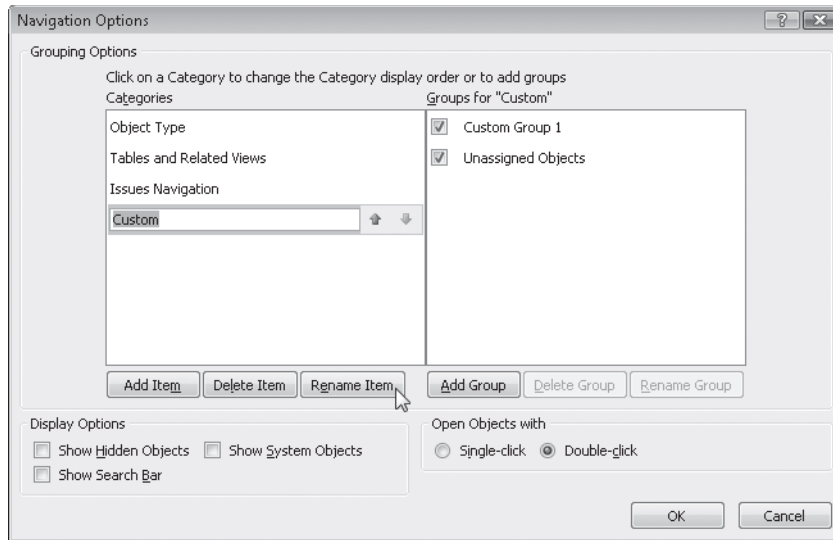 Navigation Options
Grouping Options
Click on a Category to change the Category display order or to add groups
Categories
Groups for "Custom"
Object Type
Tables and Related Views
Issues Navigation
Custom
Custom Group 1
Unassigned Objects
Add Item
Delete Item
Rename Item
Add Group
Delete Group
Rename Group
Display Options
Show Hidden Objects
Show System Objects
Show Search Bar
Open Objects with
Single-click
Double-click
OK
Cancel